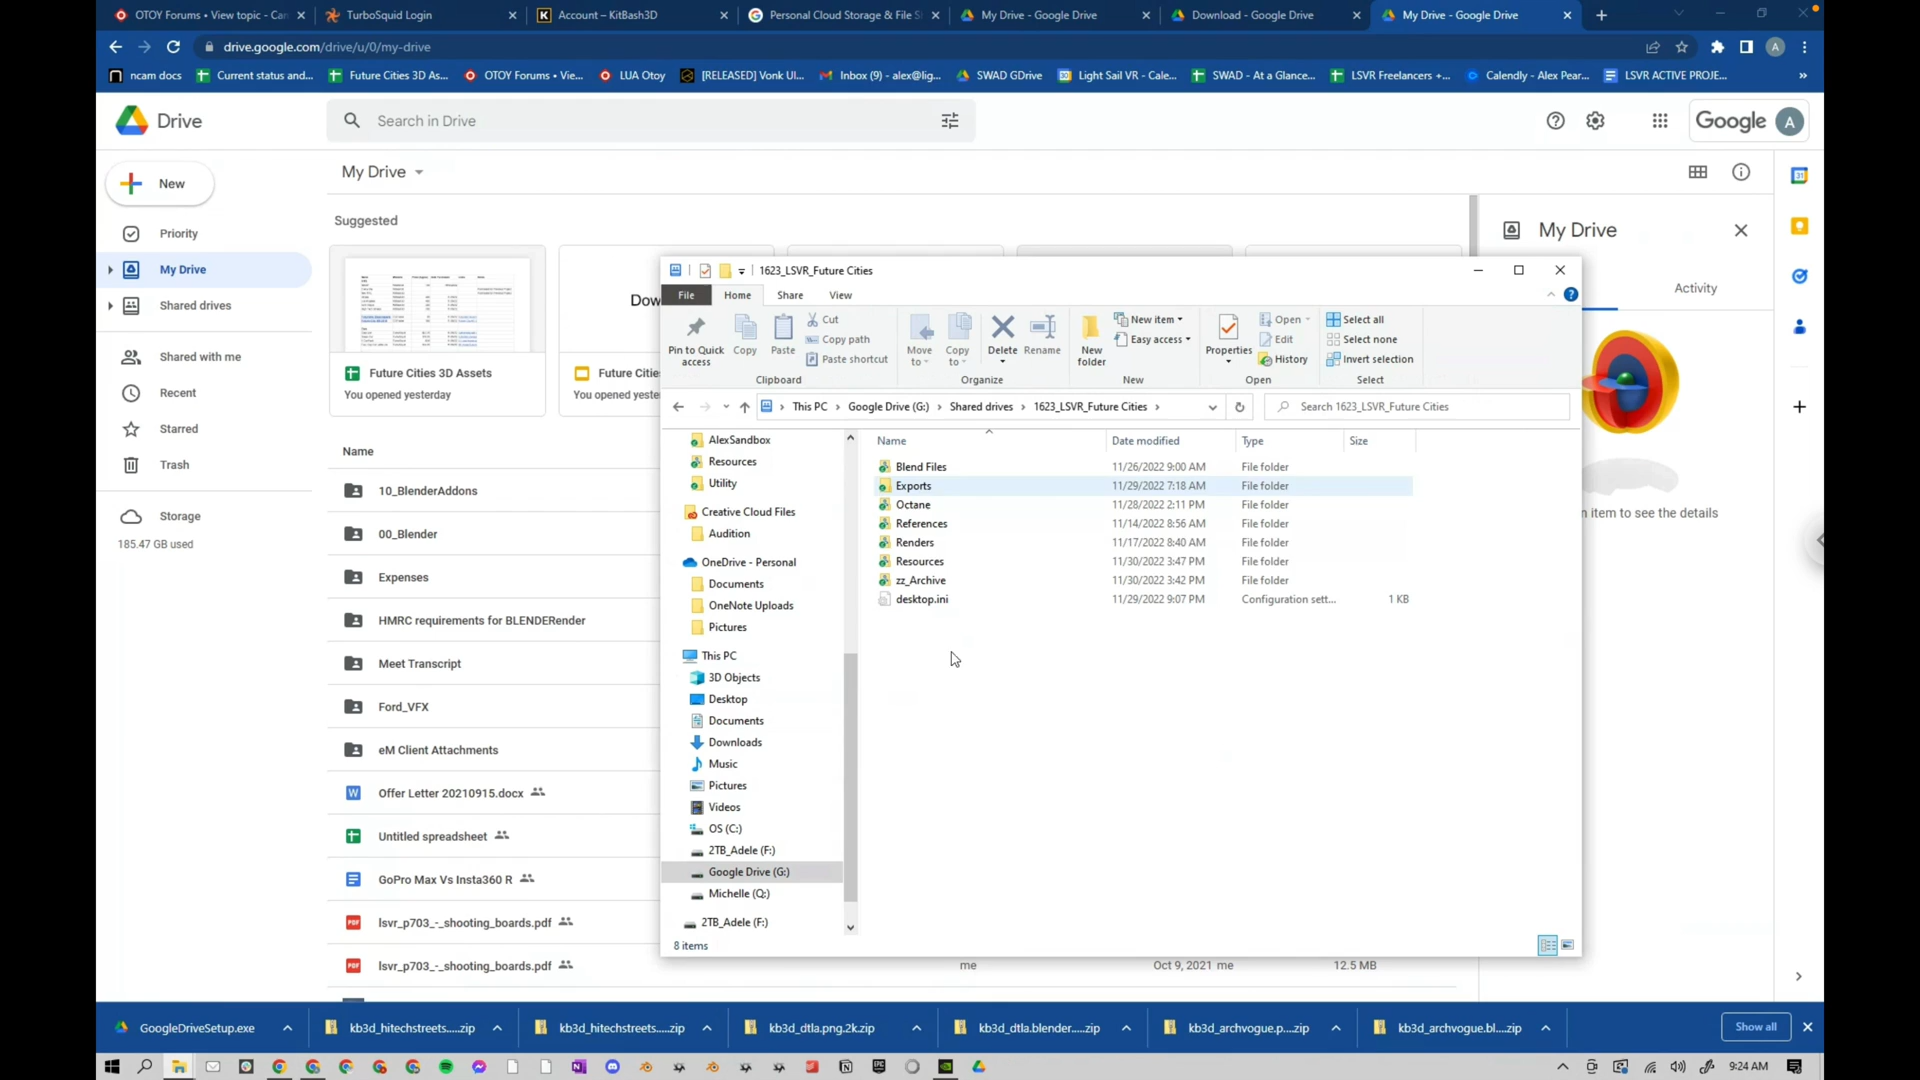 OTOY Forums • View topic - Can
TurboSquid Login
Account – KitBash3D
Personal Cloud Storage & File S
My Drive - Google Drive
Download - Google Drive
My Drive - Google Drive
drive.google.com/drive/u/0/my-drive
ncam docs
Current status and...
Future Cities 3D As...
OTOY Forums • Vie...
LUA Otoy
[RELEASED] Vonk UI...
Inbox (9) - alex@lig...
SWAD GDrive
Light Sail VR - Cale...
SWAD - At a Glance...
LSVR Freelancers +...
Calendly - Alex Pear...
LSVR ACTIVE PROJE...
Drive
Search in Drive
Google
A
New
My Drive
Priority
My Drive
Shared drives
Shared with me
Recent
Starred
Trash
Storage
185.47 GB used
Suggested
Future Cities 3D Assets
You opened yesterday
Dow
Future Citie
You opened yeste
Name
10_BlenderAddons
00_Blender
Expenses
HMRC requirements for BLENDERender
Meet Transcript
Ford_VFX
eM Client Attachments
Offer Letter 20210915.docx
Untitled spreadsheet
GoPro Max Vs Insta360 R
lsvr_p703_-_shooting_boards.pdf
lsvr_p703_-_shooting_boards.pdf
me
Oct 9, 2021 me
12.5 MB
My Drive
Activity
n item to see the details
1623_LSVR_Future Cities
File
Home
Share
View
Pin to Quick access
Copy
Paste
Cut
Copy path
Paste shortcut
Clipboard
Move to
Copy to
Delete
Rename
Organize
New folder
New item
Easy access
New
Properties
Open
Edit
History
Open
Select all
Select none
Invert selection
Select
This PC
Google Drive (G:)
Shared drives
1623_LSVR_Future Cities
Search 1623_LSVR_Future Cities
AlexSandbox
Resources
Utility
Creative Cloud Files
Audition
OneDrive - Personal
Documents
OneNote Uploads
Pictures
This PC
3D Objects
Desktop
Documents
Downloads
Music
Pictures
Videos
OS (C:)
2TB_Adele (F:)
Google Drive (G:)
Michelle (Q:)
2TB_Adele (F:)
Name Date modified Type Size
Blend Files 11/26/2022 9:00 AM File folder
Exports 11/29/2022 7:18 AM File folder
Octane 11/28/2022 2:11 PM File folder
References 11/14/2022 8:56 AM File folder
Renders 11/17/2022 8:40 AM File folder
Resources 11/30/2022 3:47 PM File folder
zz_Archive 11/30/2022 3:42 PM File folder
desktop.ini 11/29/2022 9:07 PM Configuration sett... 1 KB
8 items
GoogleDriveSetup.exe
kb3d_hitechstreets.....zip
kb3d_hitechstreets.....zip
kb3d_dtla.png.2k.zip
kb3d_dtla.blender.....zip
kb3d_archvogue.p....zip
kb3d_archvogue.bl....zip
Show all
9:24 AM